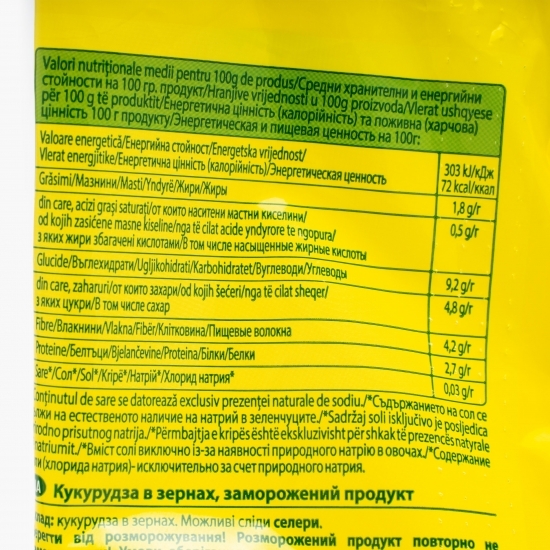 Valori nutriționale medii pentru 100g de produs/Средни хранителни и енергийни
стойности на 100 гр. продукт/Hranjive vrijednosti u 100g proizvoda/Vlerat ushqyese
për 100 g të produktit/Енергетична цінність (калорійність) та поживна (харчова)
цінність 100 г продукту/Энергетическая и пищевая ценность на 100г:
Valoare energetică/Енергийна стойност/Energetska vrijednost/
Vlerat energjitike/Енергетична цінність (калорійність)/Энергетическая ценность
303 kJ/кДж
72 kcal/ккал
Grăsimi/Мазнини/Masti/Yndyrë/Жири/Жиры
1,8 g/г
din care, acizi grași saturați/от които наситени мастни киселини/
od kojih zasićene masne kiseline/nga të cilat acide yndyrore te ngopura/
з яких жири збагачені кислотами/В том числе насыщенные жирные кислоты
0,5 g/г
Glucide/Въглехидрати/Ugljikohidrati/Karbohidratet/Вуглеводи/Углеводы
9,2 g/г
din care, zaharuri/от които захари/od kojih šećeri/nga të cilat sheqer/
з яких цукри/В том числе сахар
4,8 g/г
Fibre/Влакнини/Vlakna/Fibër/Клітковина/Пищевые волокна
4,2 g/г
Proteine/Белтъци/Bjelančevine/Proteina/Білки/Белки
2,7 g/г
Sare*/Сол*/Sol*/Kripë*/Натрій*/Хлорид натрия*
0,03 g/г
Conținutul de sare se datorează exclusiv prezenței naturale de sodiu./*Съдържанието на сол се
на естественото наличие на натрий в зеленчуците./*Sadržaj soli isključivo je posljedica
prisutnog natrija./*Përmbajtja e kripës është ekskluzivisht për shkak të prezencës natyrale
natriumit./*Вміст солі виключно із-за наявності природного натрію в овочах./*Содержание
(хлорида натрия)- исключительно за счет природного натрия.
Кукурудза в зернах, заморожений продукт
кукурудза в зернах. Можливі сліди селери.
від розморожування! Розморожений продукт повторно не